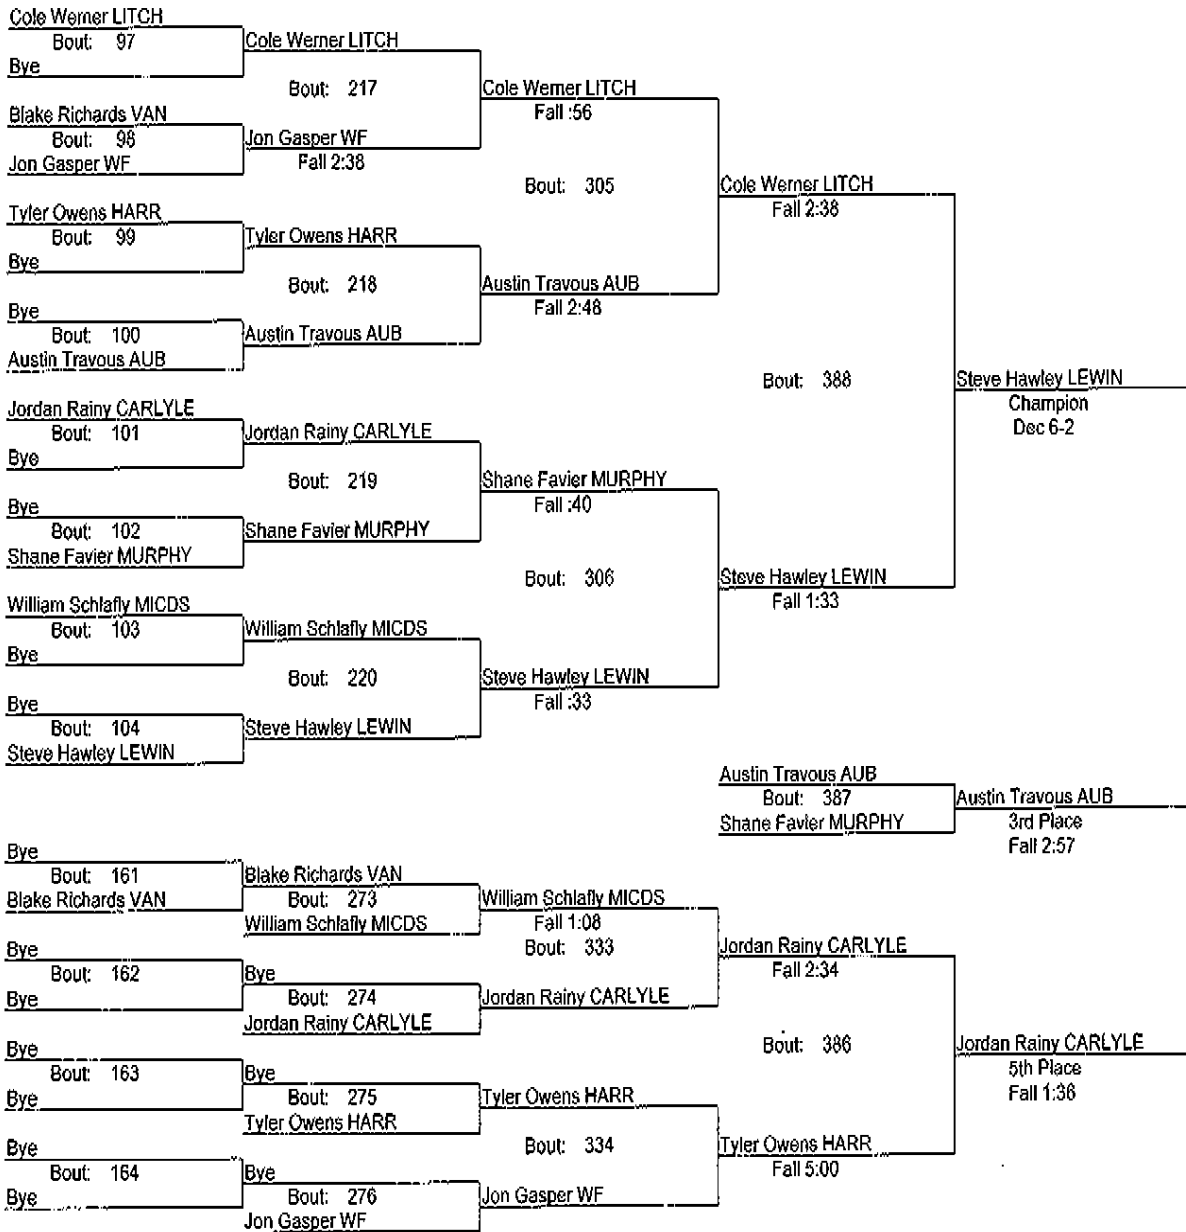 Cole Werner LITCH
Bout: 97
Bye
Cole Werner LITCH
Bout: 217
Blake Richards VAN
Bout: 98
Jon Gasper WF
Jon Gasper WF
Fall 2:38
Cole Werner LITCH
Fall :56
Bout: 305
Tyler Owens HARR
Bout: 99
Bye
Tyler Owens HARR
Bout: 218
Bye
Bout: 100
Austin Travous AUB
Austin Travous AUB
Austin Travous AUB
Fall 2:48
Cole Werner LITCH
Fall 2:38
Bout: 388
Jordan Rainy CARLYLE
Bout: 101
Bye
Jordan Rainy CARLYLE
Bout: 219
Bye
Bout: 102
Shane Favier MURPHY
Shane Favier MURPHY
Shane Favier MURPHY
Fall :40
Bout: 306
William Schlafly MICDS
Bout: 103
Bye
William Schlafly MICDS
Bout: 220
Bye
Bout: 104
Steve Hawley LEWIN
Steve Hawley LEWIN
Steve Hawley LEWIN
Fall :33
Steve Hawley LEWIN
Fall 1:33
Steve Hawley LEWIN
Champion
Dec 6-2
Austin Travous AUB
Bout: 387
Shane Favier MURPHY
Austin Travous AUB
3rd Place
Fall 2:57
Bye
Bout: 161
Blake Richards VAN
Blake Richards VAN
Bout: 273
William Schlafly MICDS
William Schlafly MICDS
Fall 1:08
Bout: 333
Bye
Bout: 162
Bye
Bye
Bout: 274
Jordan Rainy CARLYLE
Jordan Rainy CARLYLE
Jordan Rainy CARLYLE
Fall 2:34
Bout: 386
Bye
Bout: 163
Bye
Bye
Bout: 275
Tyler Owens HARR
Tyler Owens HARR
Bout: 334
Bye
Bout: 164
Bye
Bye
Bout: 276
Jon Gasper WF
Jon Gasper WF
Tyler Owens HARR
Fall 5:00
Jordan Rainy CARLYLE
5th Place
Fall 1:36